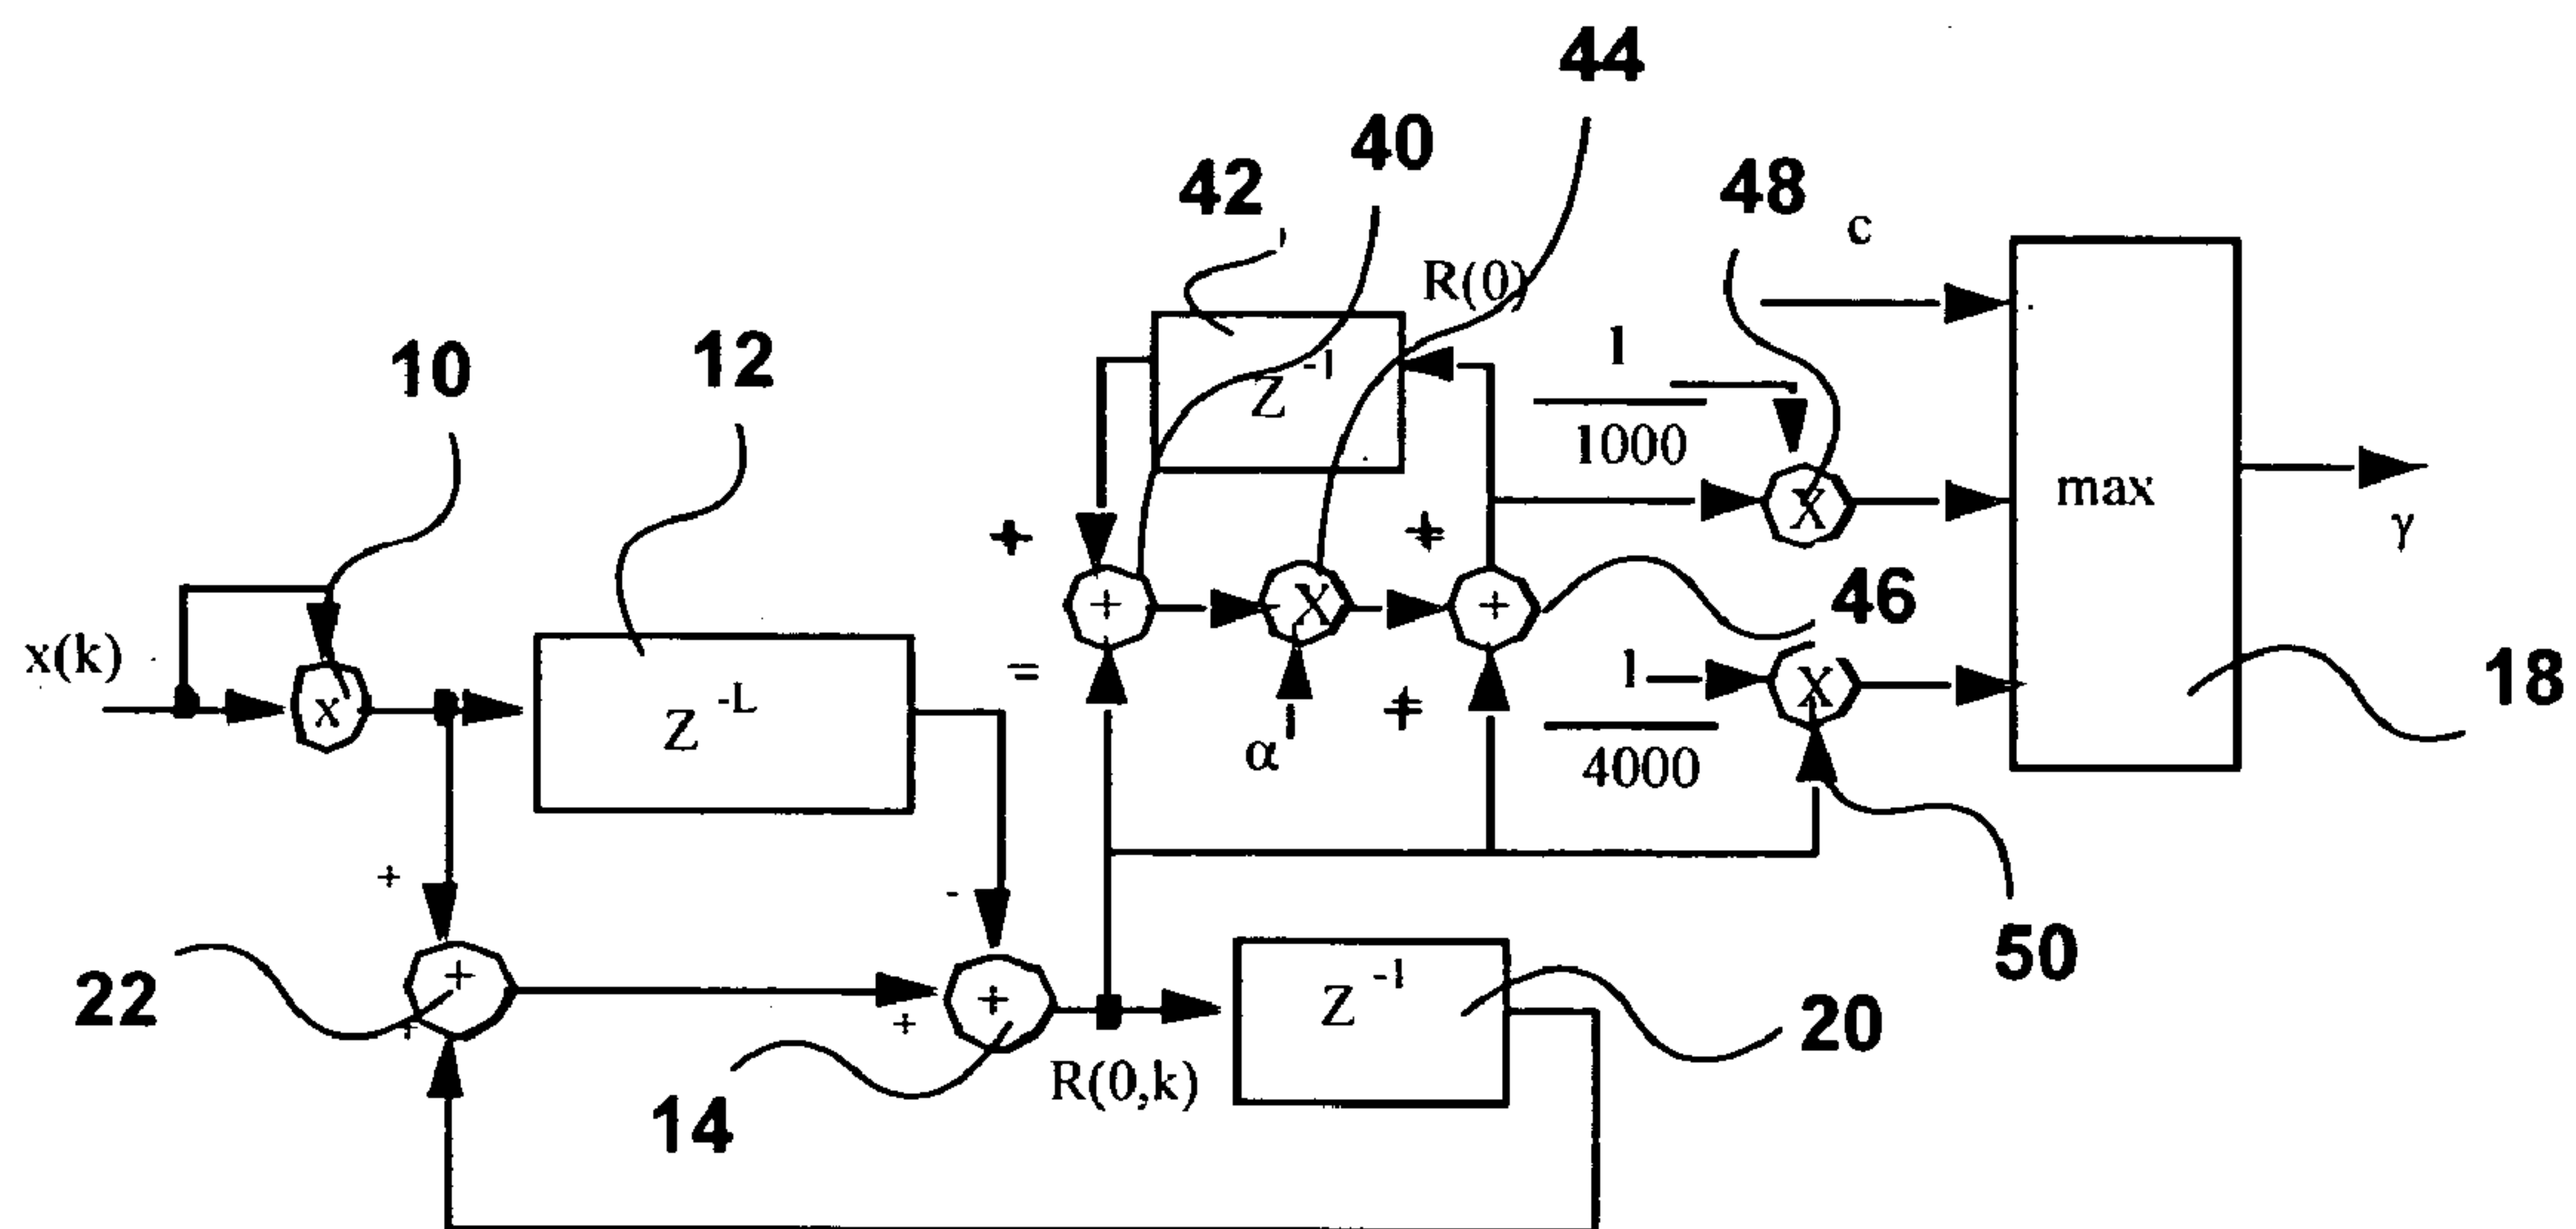 44
40
42
48
c
R(0)
1
10
12
Z -1
1000
max
γ
+
+
+
X
X
+
46
x(k)
=
1
X
18
x
Z -L
α
+
4000
+
-
50
22
+
+
+
+
Z -1
20
R(0,k)
14